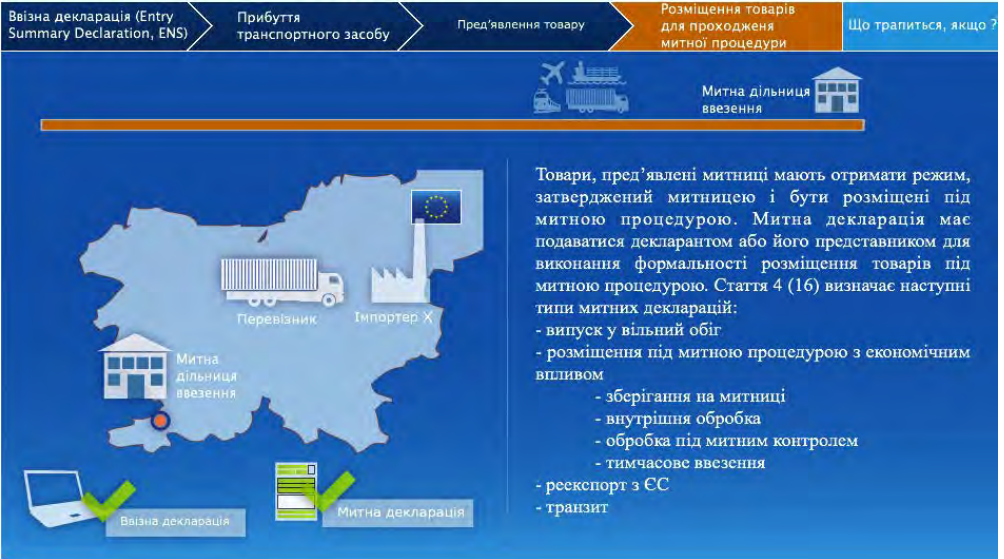 Ввізна декларація (Entry
Summary Declaration, ENS)
Прибуття
транспортного засобу
Пред’явлення товару
Розміщення товарів
для проходженя
митної процедури
Що трапиться, якщо ?
Митна дільниця
ввезення
Товари, пред’явлені митниці мають отримати режим,
затверджений митницею і бути розміщені під
митною процедурою. Митна декларація має
подаватися декларантом або його представником для
виконання формальності розміщення товарів під
митною процедурою. Стаття 4 (16) визначає наступні
типи митних декларацій:
- випуск у вільний обіг
- розміщення під митною процедурою з економічним
впливом
- зберігання на митниці
- внутрішня обробка
- обробка під митним контролем
- тимчасове ввезення
- реекспорт з ЄС
- транзит
Перевізник
Імпортер X
Митна
дільниця
ввезення
Ввізна декларація
Митна декларація